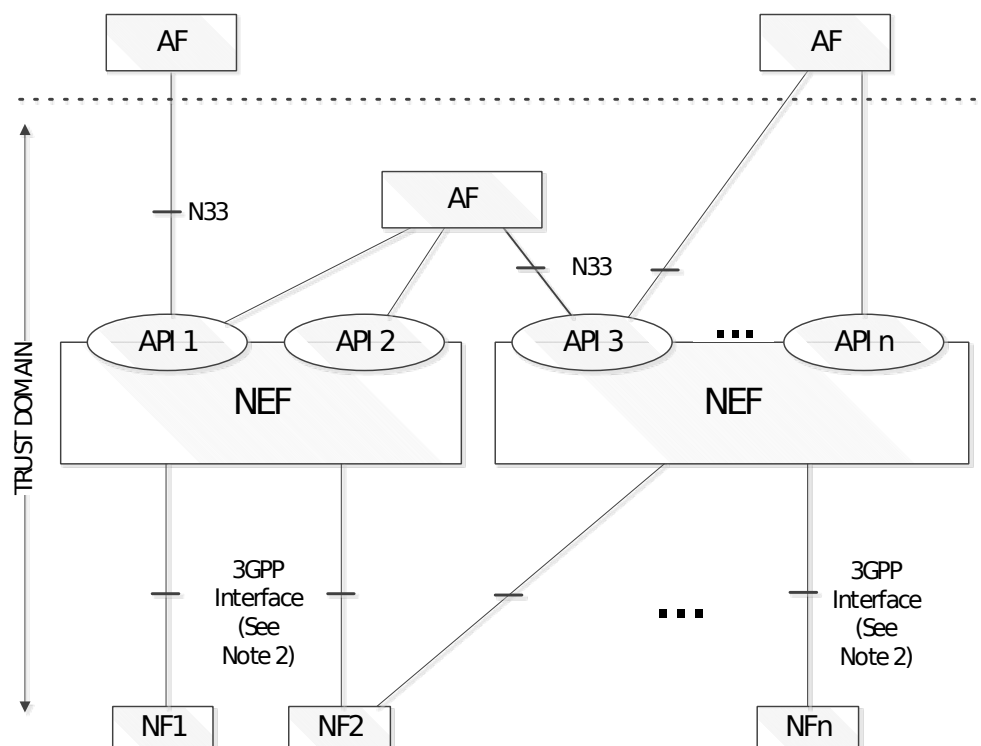 AF
AF
N33
AF
N33
API 1
API 2
API 3
...
API n
NEF
NEF
TRUST DOMAIN
3GPP
Interface
(See
Note 2)
...
3GPP
Interface
(See
Note 2)
NF1
NF2
NFn